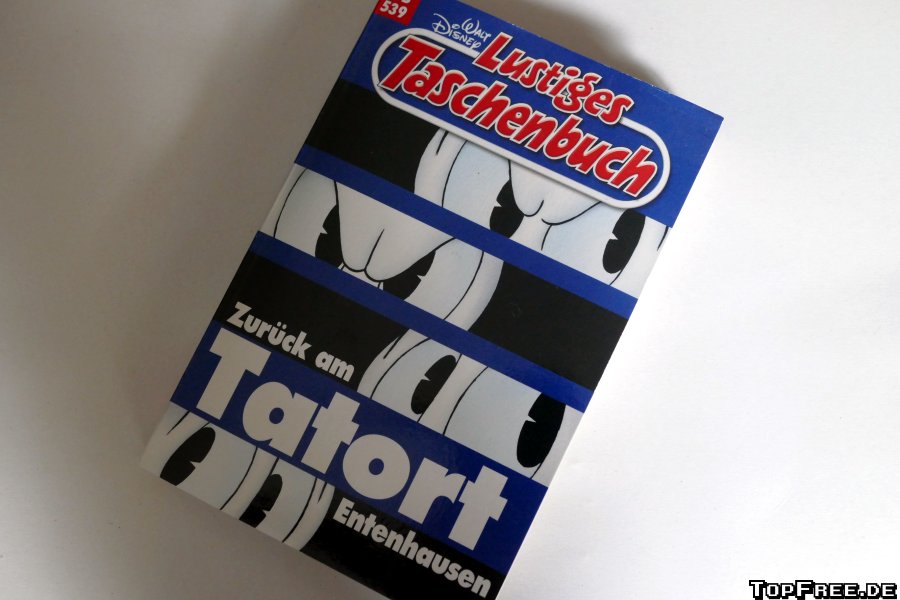 539
Walt
Disney
Lustiges
Taschenbuch
Zurück am
Tatort
Entenhausen
TopFree.de